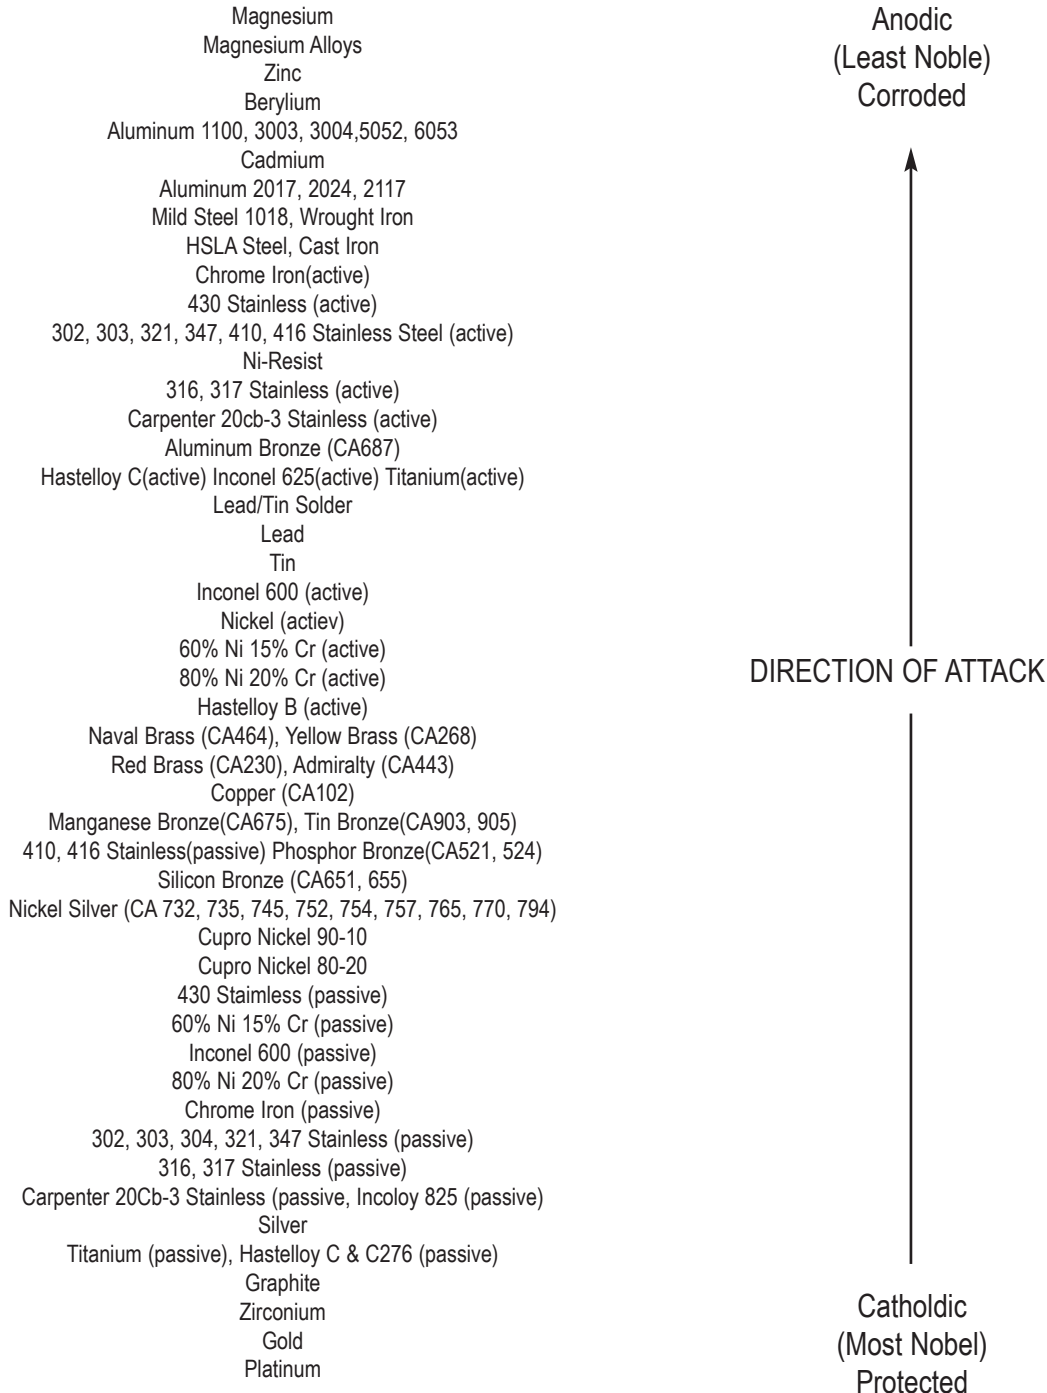 Magnesium
Magnesium Alloys
Zinc
Berylium
Aluminum 1100, 3003, 3004,5052, 6053
Cadmium
Aluminum 2017, 2024, 2117
Mild Steel 1018, Wrought Iron
HSLA Steel, Cast Iron
Chrome Iron(active)
430 Stainless (active)
302, 303, 321, 347, 410, 416 Stainless Steel (active)
Ni-Resist
316, 317 Stainless (active)
Carpenter 20cb-3 Stainless (active)
Aluminum Bronze (CA687)
Hastelloy C(active) Inconel 625(active) Titanium(active)
Lead/Tin Solder
Lead
Tin
Inconel 600 (active)
Nickel (actiev)
60% Ni 15% Cr (active)
80% Ni 20% Cr (active)
Hastelloy B (active)
Naval Brass (CA464), Yellow Brass (CA268)
Red Brass (CA230), Admiralty (CA443)
Copper (CA102)
Manganese Bronze(CA675), Tin Bronze(CA903, 905)
410, 416 Stainless(passive) Phosphor Bronze(CA521, 524)
Silicon Bronze (CA651, 655)
Nickel Silver (CA 732, 735, 745, 752, 754, 757, 765, 770, 794)
Cupro Nickel 90-10
Cupro Nickel 80-20
430 Staimless (passive)
60% Ni 15% Cr (passive)
Inconel 600 (passive)
80% Ni 20% Cr (passive)
Chrome Iron (passive)
302, 303, 304, 321, 347 Stainless (passive)
316, 317 Stainless (passive)
Carpenter 20Cb-3 Stainless (passive, Incoloy 825 (passive)
Silver
Titanium (passive), Hastelloy C & C276 (passive)
Graphite
Zirconium
Gold
Platinum
Anodic
(Least Noble)
Corroded
DIRECTION OF ATTACK
Catholdic
(Most Nobel)
Protected